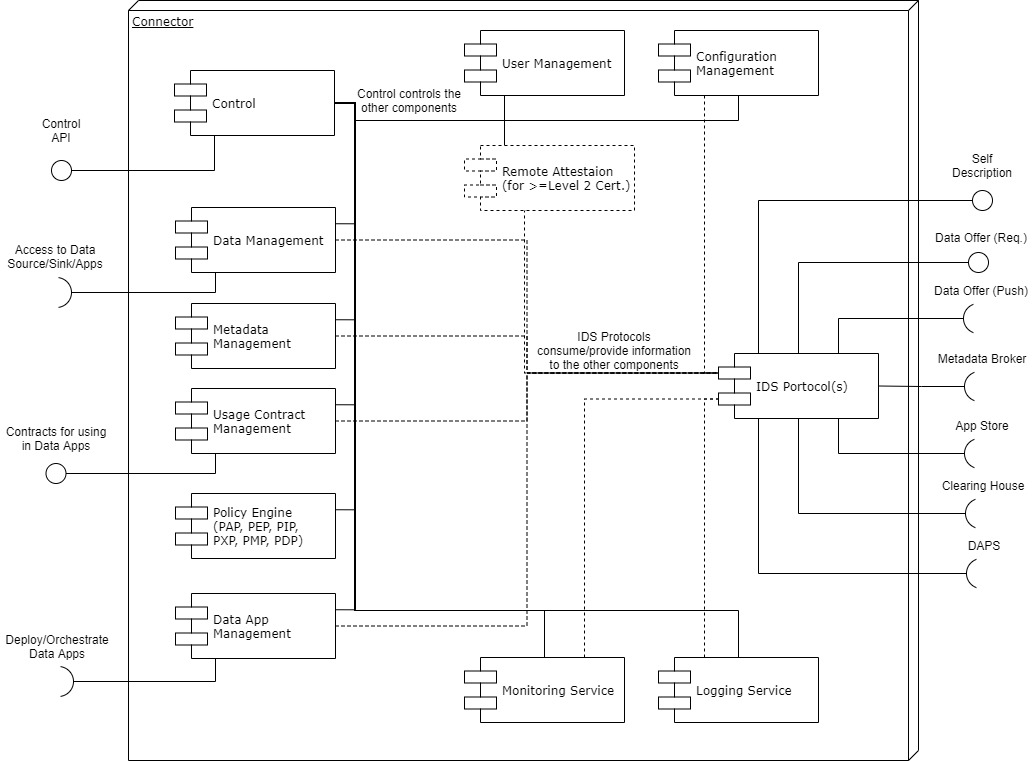 Connector
User Management
Configuration
Management
Control
Control controls the
other components
Control
API
Remote Attestaion
(for >=Level 2 Cert.)
Self
Description
Data Management
Data Offer (Req.)
Access to Data
Source/Sink/Apps
Data Offer (Push)
Metadata
Management
IDS Protocols
consume/provide information
to the other components
Metadata Broker
IDS Portocol(s)
Usage Contract
Management
App Store
Contracts for using
in Data Apps
Clearing House
Policy Engine
(PAP, PEP, PIP,
PXP, PMP, PDP)
DAPS
Data App
Management
Deploy/Orchestrate
Data Apps
Monitoring Service
Logging Service